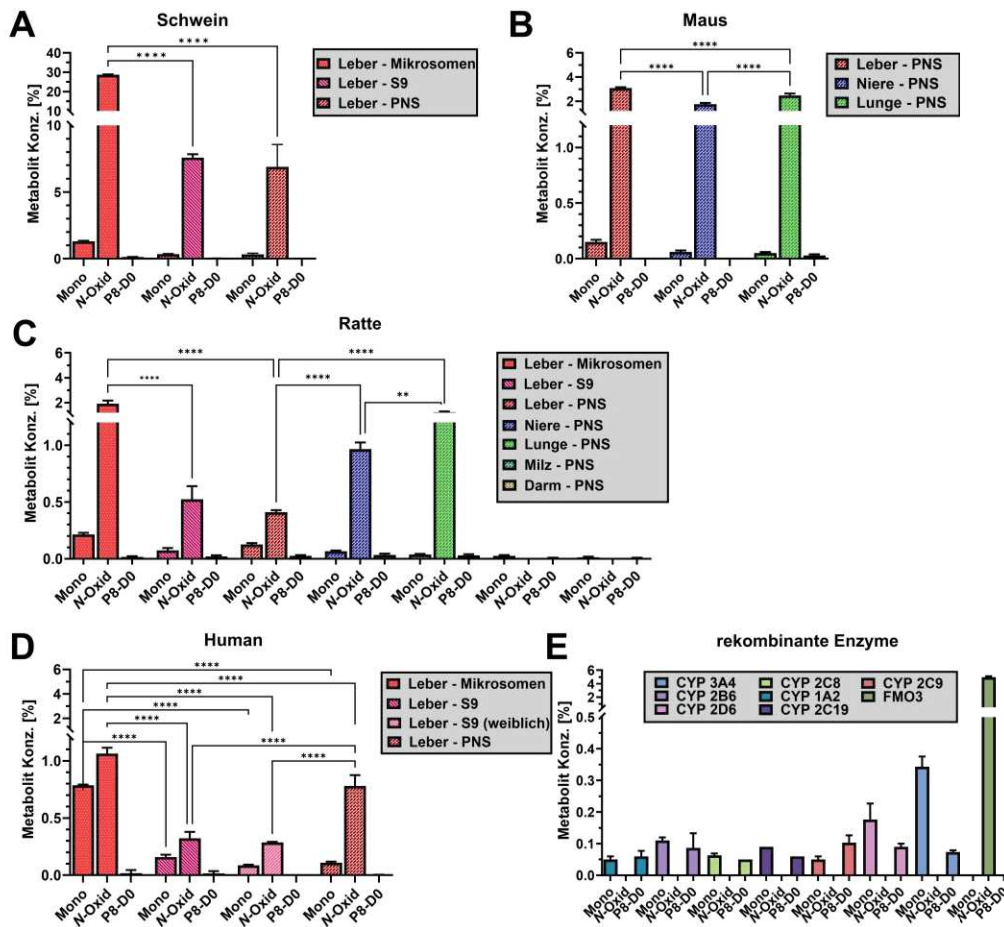 A
Schwein
Metabolit Konz. [%]
40
30
20
10
10
5
0
**** 
****
Leber - Mikrosomen
Leber - S9
Leber - PNS
Mono N-Oxid P8-D0 Mono N-Oxid P8-D0 Mono N-Oxid P8-D0
B
Maus
Metabolit Konz. [%]
6
4
2
1.0
0.5
0.0
****
**** ****
Leber - PNS
Niere - PNS
Lunge - PNS
Mono N-Oxid P8-D0 Mono N-Oxid P8-D0 Mono N-Oxid P8-D0
C
Ratte
Metabolit Konz. [%]
6
4
2
1.0
0.5
0.0
**** ****
**** **** **
Leber - Mikrosomen
Leber - S9
Leber - PNS
Niere - PNS
Lunge - PNS
Milz - PNS
Darm - PNS
Mono N-Oxid P8-D0 Mono N-Oxid P8-D0 Mono N-Oxid P8-D0 Mono N-Oxid P8-D0 Mono N-Oxid P8-D0 Mono N-Oxid P8-D0 Mono N-Oxid P8-D0
D
Human
Metabolit Konz. [%]
6
4
2
1.0
0.5
0.0
****
****
****
****
**** ****
**** ****
Leber - Mikrosomen
Leber - S9
Leber - S9 (weiblich)
Leber - PNS
Mono N-Oxid P8-D0 Mono N-Oxid P8-D0 Mono N-Oxid P8-D0 Mono N-Oxid P8-D0
E
rekombinante Enzyme
Metabolit Konz. [%]
6
5
4
3
2
1
0.5
0.4
0.3
0.2
0.1
0.0
CYP 3A4 CYP 2C8 CYP 2C9
CYP 2B6 CYP 1A2 FMO3
CYP 2D6 CYP 2C19
Mono N-Oxid P8-D0 Mono N-Oxid P8-D0 Mono N-Oxid P8-D0 Mono N-Oxid P8-D0 Mono N-Oxid P8-D0 Mono N-Oxid P8-D0 Mono N-Oxid P8-D0 Mono N-Oxid P8-D0